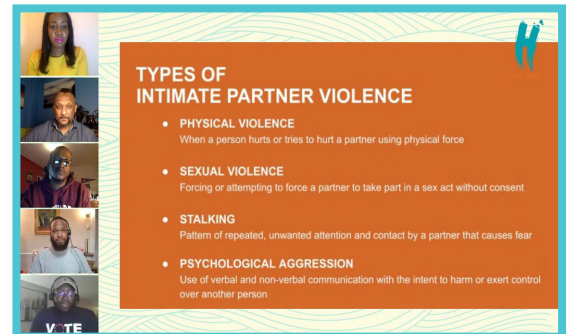 TYPES OF
INTIMATE PARTNER VIOLENCE
● PHYSICAL VIOLENCE
When a person hurts or tries to hurt a partner using physical force
● SEXUAL VIOLENCE
Forcing or attempting to force a partner to take part in a sex act without consent
● STALKING
Pattern of repeated, unwanted attention and contact by a partner that causes fear
● PSYCHOLOGICAL AGGRESSION
Use of verbal and non-verbal communication with the intent to harm or exert control
over another person
H
VOTE